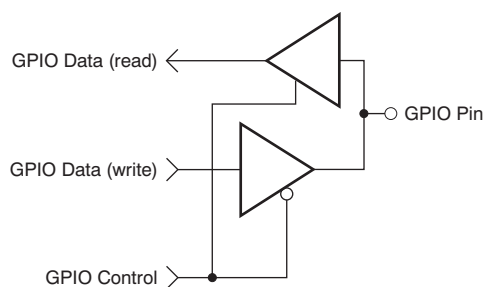 GPIO Data (read)
GPIO Pin
GPIO Data (write)
GPIO Control